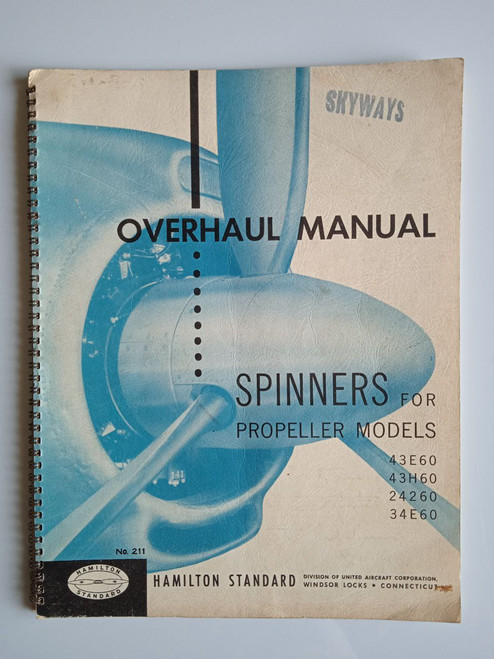 SKYWAYS
OVERHAUL MANUAL
SPINNERS FOR
PROPELLER MODELS
43E60
43H60
24260
34E60
No. 211
HAMILTON
STANDARD
HAMILTON STANDARD
DIVISION OF UNITED AIRCRAFT CORPORATION,
WINDSOR LOCKS • CONNECTICUT